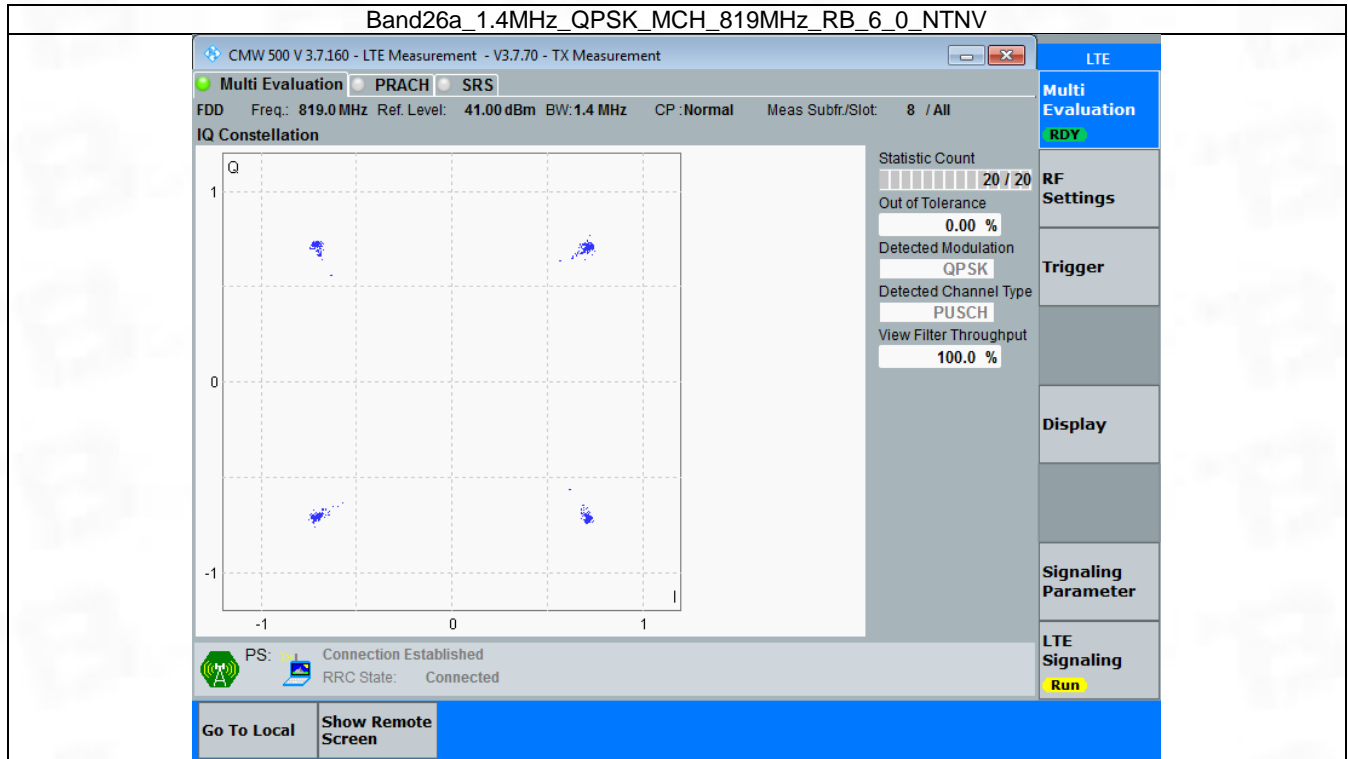 Band26a_1.4MHz_QPSK_MCH_819MHz_RB_6_0_NTNV
CMW 500 V 3.7.160 - LTE Measurement - V3.7.70 - TX Measurement
LTE
Multi Evaluation PRACH SRS
FDD Freq.: 819.0 MHz Ref. Level: 41.00 dBm BW: 1.4 MHz CP : Normal Meas Subfr./Slot: 8 / All
IQ Constellation
Q
1
0
-1
I
-1 0 1
Statistic Count
20 / 20
Out of Tolerance
0.00 %
Detected Modulation
QPSK
Detected Channel Type
PUSCH
View Filter Throughput
100.0 %
Multi
Evaluation
RDY
RF
Settings
Trigger
Display
Signaling
Parameter
LTE
Signaling
Run
PS: Connection Established
RRC State: Connected
Go To Local
Show Remote
Screen